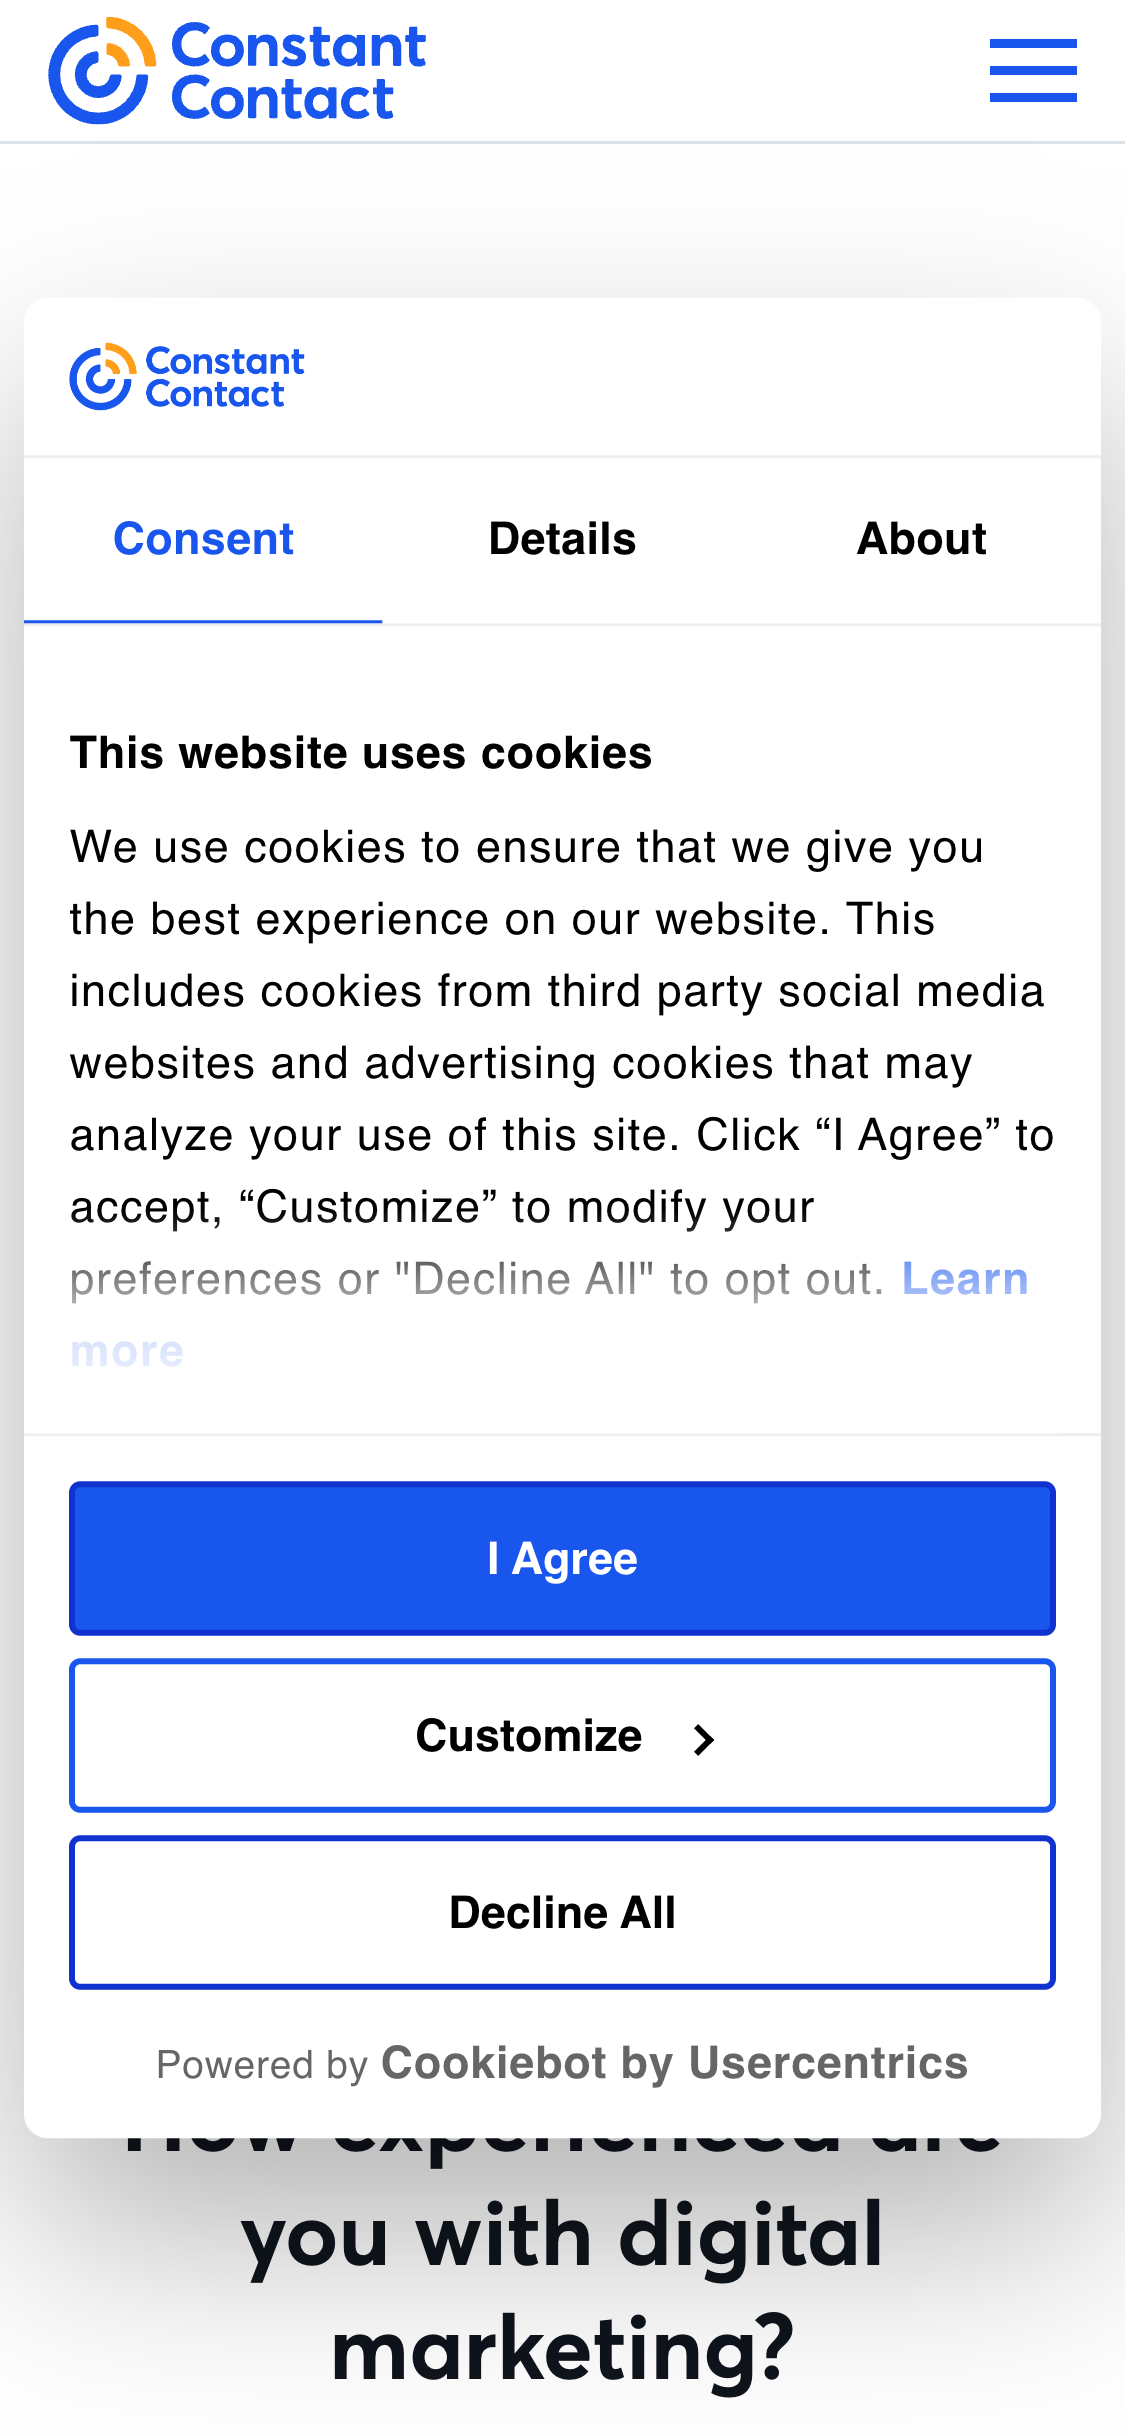 Constant
Contact
Constant
Contact
Consent Details About
This website uses cookies
We use cookies to ensure that we give you
the best experience on our website. This
includes cookies from third party social media
websites and advertising cookies that may
analyze your use of this site. Click “I Agree” to
accept, “Customize” to modify your
preferences or "Decline All" to opt out. Learn
more
I Agree
Customize
Decline All
Powered by Cookiebot by Usercentrics
How experienced are
you with digital
marketing?